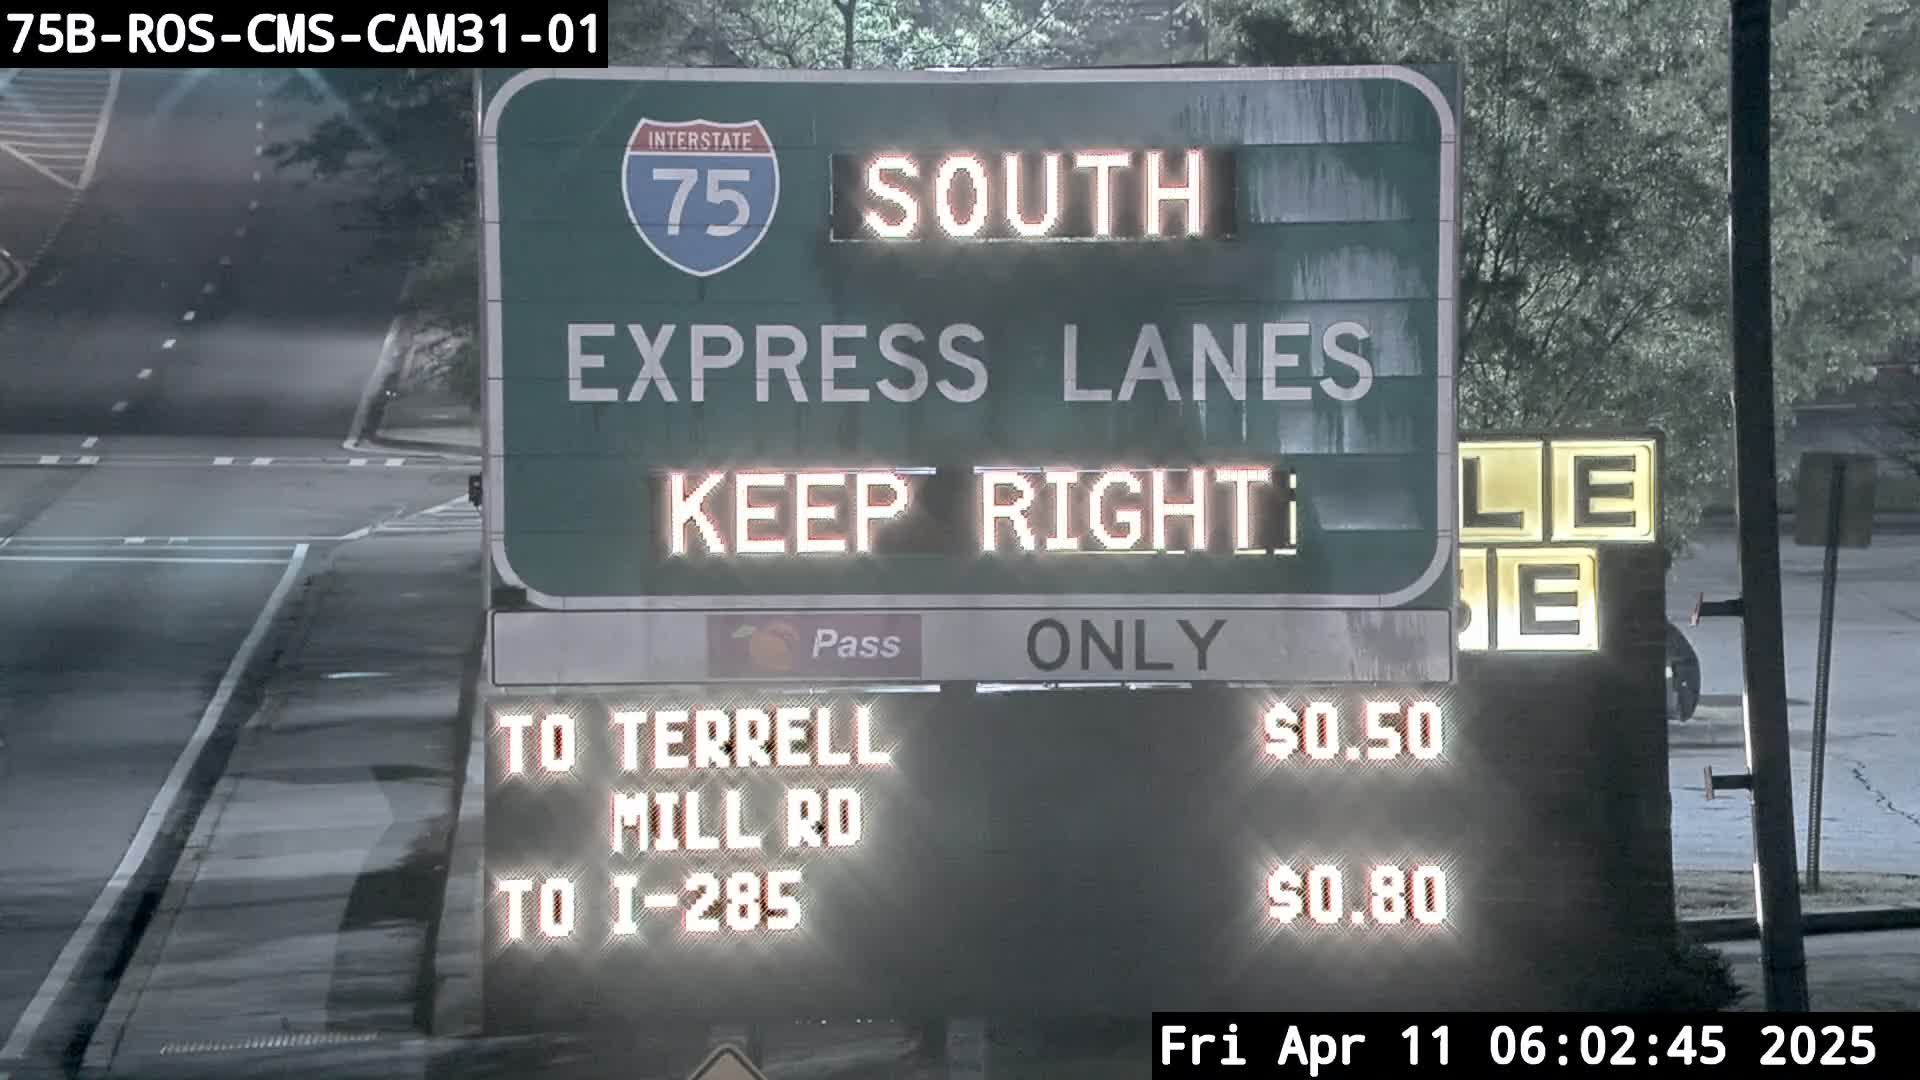 75B-ROS-CMS-CAM31-01
INTERSTATE
75
SOUTH
EXPRESS LANES
KEEP RIGHT
Pass ONLY
TO TERRELL $0.50
MILL RD
TO I-285 $0.80
LE
E
Fri Apr 11 06:02:45 2025